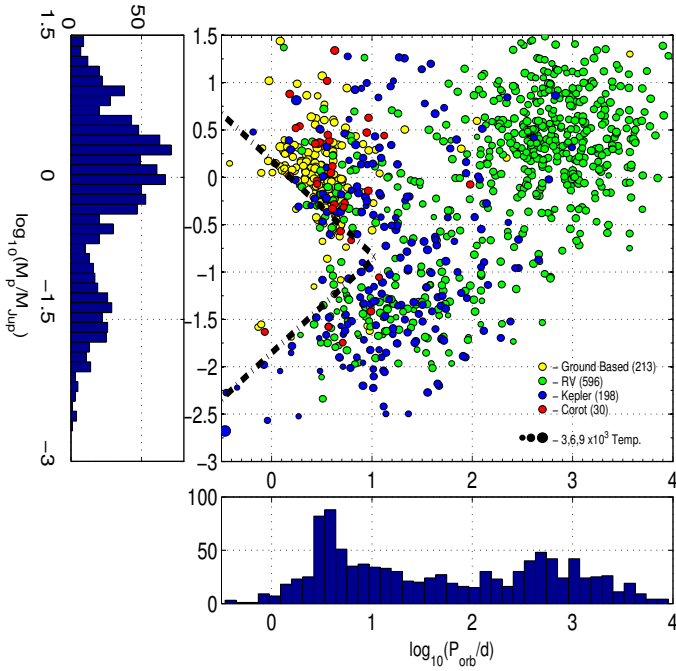 50
0
1.5
0
−1.5
−3
log10(Mp/MJup)
1.5
1
0.5
0
−0.5
−1
−1.5
−2
−2.5
−3
− Ground Based (213)
− RV (596)
− Kepler (198)
− Corot (30)
− 3,6,9 x10³ Temp.
0 1 2 3 4
100
50
0
0 1 2 3 4
log10(Porb/d)